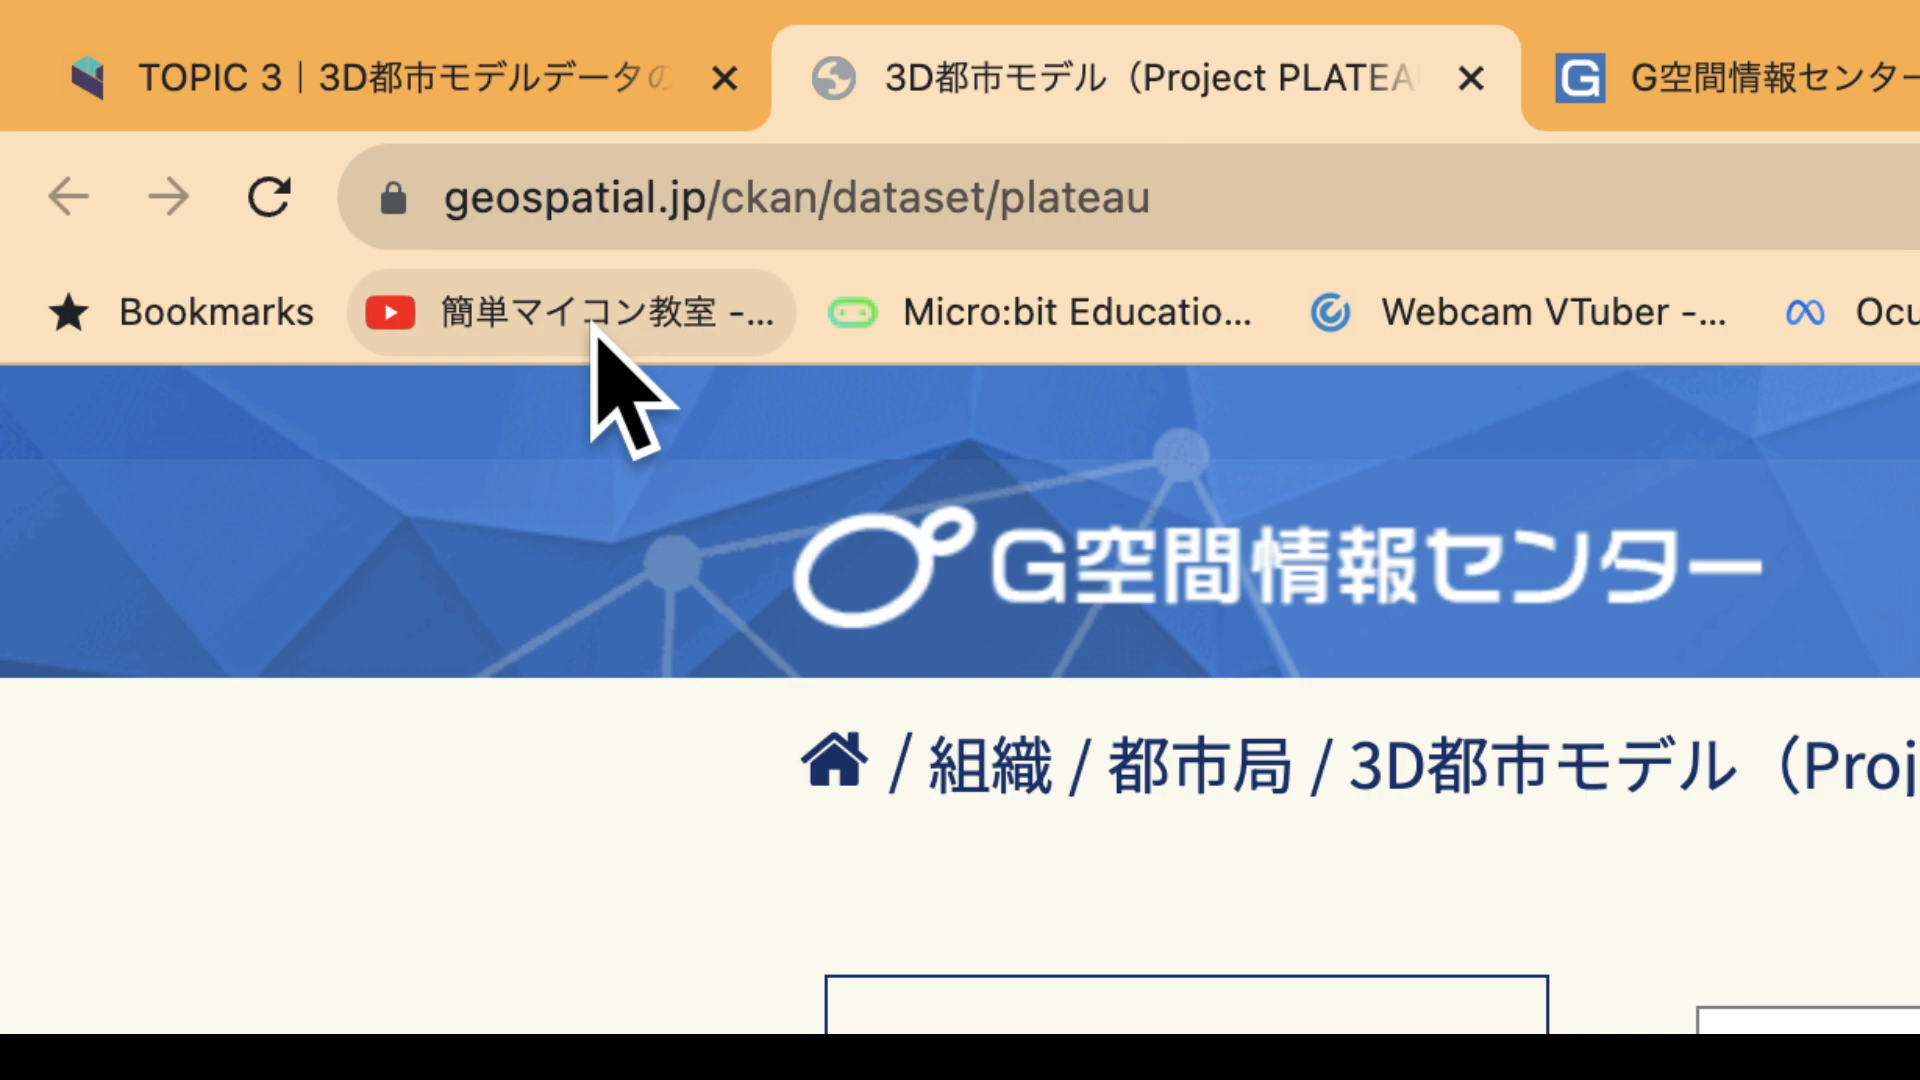 TOPIC 3｜3D都市モデルデータの
3D都市モデル（Project PLATEA
G空間情報センター
geospatial.jp/ckan/dataset/plateau
Bookmarks
簡単マイコン教室 -...
Micro:bit Educatio...
Webcam VTuber -...
Ocu
G空間情報センター
/ 組織 / 都市局 / 3D都市モデル（Proj